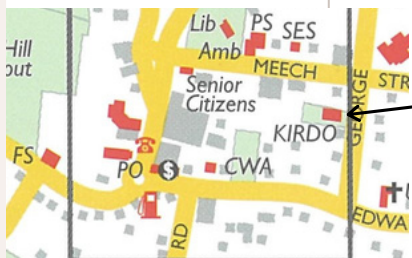 Lib
PS
SES
Amb
Hill
out
MEECH
STR
Senior
Citizens
GEORGE
KIRDO
FS
PO
$
CWA
EDWA
RD